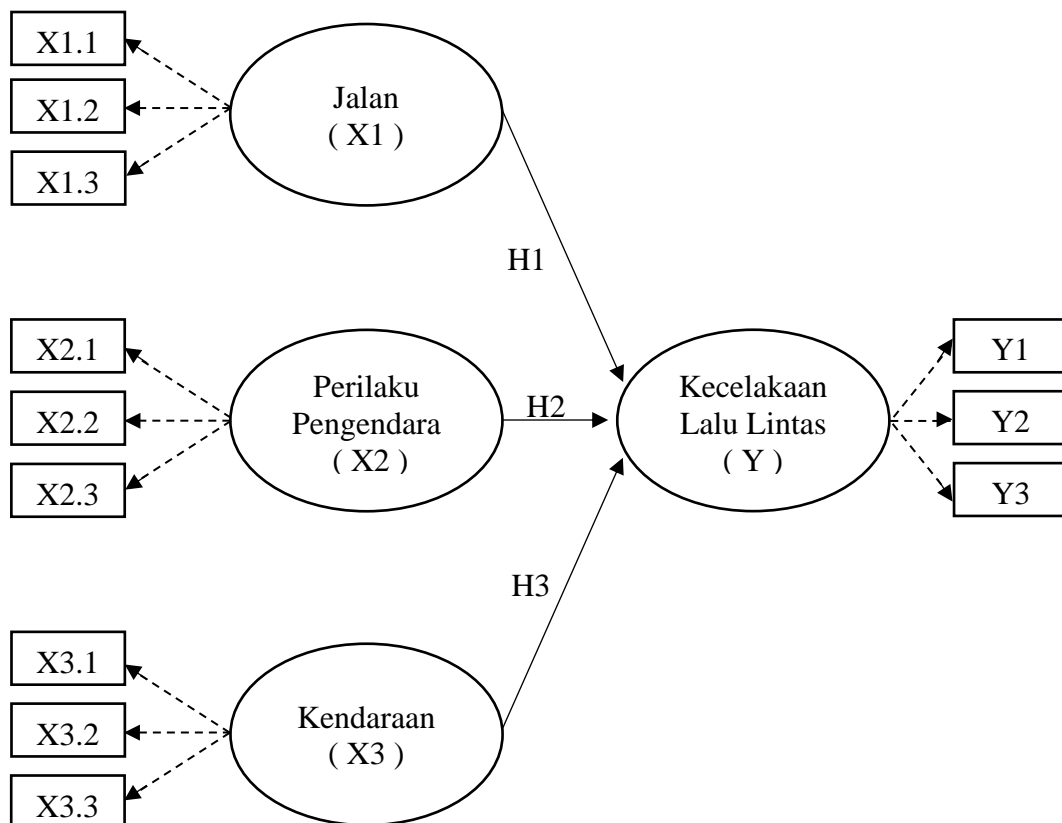 X1.1
X1.2
X1.3
Jalan
( X1 )
H1
X2.1
X2.2
X2.3
Perilaku
Pengendara
( X2 )
H2
Kecelakaan
Lalu Lintas
( Y )
Y1
Y2
Y3
H3
X3.1
X3.2
X3.3
Kendaraan
( X3 )